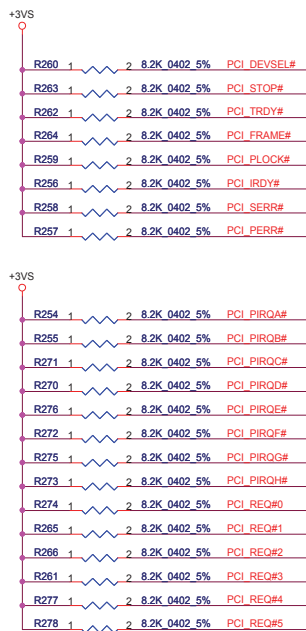 +3VS
R260 1 2 8.2K_0402_5% PCI_DEVSEL#
R263 1 2 8.2K_0402_5% PCI_STOP#
R262 1 2 8.2K_0402_5% PCI_TRDY#
R264 1 2 8.2K_0402_5% PCI_FRAME#
R259 1 2 8.2K_0402_5% PCI_PLOCK#
R256 1 2 8.2K_0402_5% PCI_IRDY#
R258 1 2 8.2K_0402_5% PCI_SERR#
R257 1 2 8.2K_0402_5% PCI_PERR#
+3VS
R254 1 2 8.2K_0402_5% PCI_PIRQA#
R255 1 2 8.2K_0402_5% PCI_PIRQB#
R271 1 2 8.2K_0402_5% PCI_PIRQC#
R270 1 2 8.2K_0402_5% PCI_PIRQD#
R276 1 2 8.2K_0402_5% PCI_PIRQE#
R272 1 2 8.2K_0402_5% PCI_PIRQF#
R275 1 2 8.2K_0402_5% PCI_PIRQG#
R273 1 2 8.2K_0402_5% PCI_PIRQH#
R274 1 2 8.2K_0402_5% PCI_REQ#0
R265 1 2 8.2K_0402_5% PCI_REQ#1
R266 1 2 8.2K_0402_5% PCI_REQ#2
R261 1 2 8.2K_0402_5% PCI_REQ#3
R277 1 2 8.2K_0402_5% PCI_REQ#4
R278 1 2 8.2K_0402_5% PCI_REQ#5